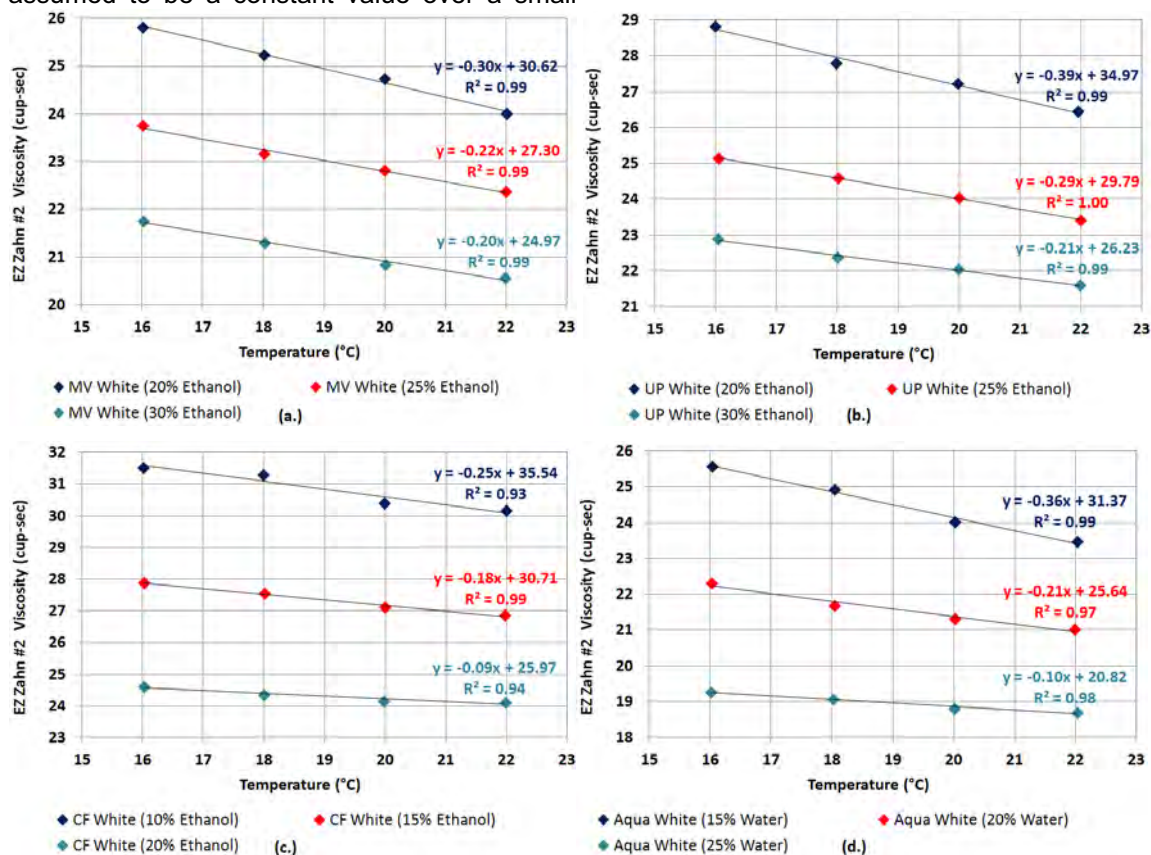 assumed to be a constant value over a small
26
25
24
23
22
21
20
EZ Zahn #2 Viscosity (cup-sec)
y = -0.30x + 30.62
R² = 0.99
y = -0.22x + 27.30
R² = 0.99
y = -0.20x + 24.97
R² = 0.99
15 16 17 18 19 20 21 22 23
Temperature (°C)
MV White (20% Ethanol) MV White (25% Ethanol)
MV White (30% Ethanol) (a.)
29
28
27
26
25
24
23
22
21
EZ Zahn #2 Viscosity (cup-sec)
y = -0.39x + 34.97
R² = 0.99
y = -0.29x + 29.79
R² = 1.00
y = -0.21x + 26.23
R² = 0.99
15 16 17 18 19 20 21 22 23
Temperature (°C)
UP White (20% Ethanol) UP White (25% Ethanol)
UP White (30% Ethanol) (b.)
32
31
30
29
28
27
26
25
24
23
EZ Zahn #2 Viscosity (cup-sec)
y = -0.25x + 35.54
R² = 0.93
y = -0.18x + 30.71
R² = 0.99
y = -0.09x + 25.97
R² = 0.94
15 16 17 18 19 20 21 22 23
Temperature (°C)
CF White (10% Ethanol) CF White (15% Ethanol)
CF White (20% Ethanol) (c.)
26
25
24
23
22
21
20
19
18
EZ Zahn #2 Viscosity (cup-sec)
y = -0.36x + 31.37
R² = 0.99
y = -0.21x + 25.64
R² = 0.97
y = -0.10x + 20.82
R² = 0.98
15 16 17 18 19 20 21 22 23
Temperature (°C)
Aqua White (15% Water) Aqua White (20% Water)
Aqua White (25% Water) (d.)